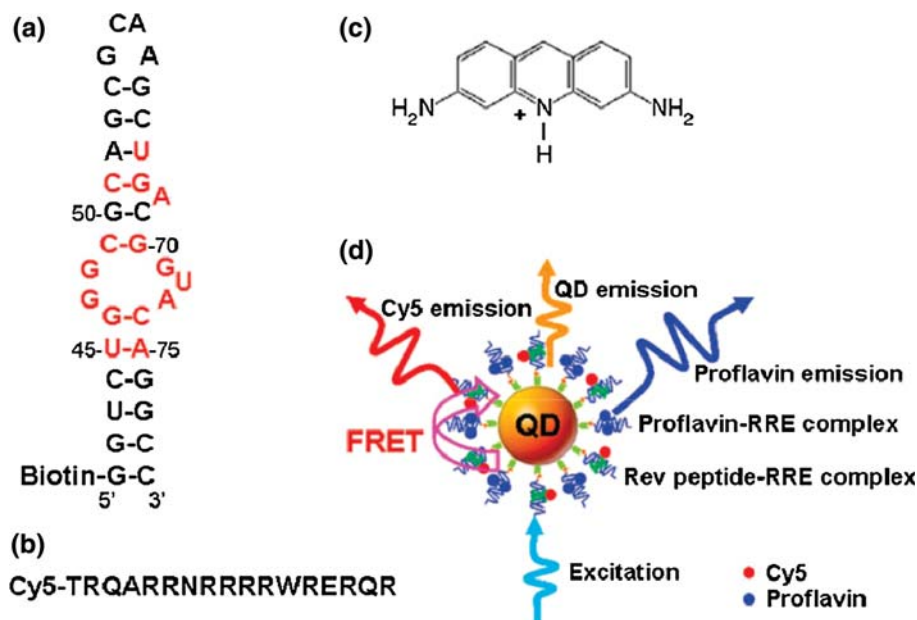 (a)
CA
G A
C-G
G-C
A-U
C-G A
50-G-C
C-G-70
G G U
G A
G-C
45-U-A-75
C-G
U-G
G-C
Biotin-G-C
5' 3'
(b)
Cy5-TRQARRNRRRRWRERQR
(c)
H2N + N NH2
H
(d)
Cy5 emission
QD emission
Proflavin emission
QD
FRET
Proflavin-RRE complex
Rev peptide-RRE complex
Excitation
Cy5
Proflavin